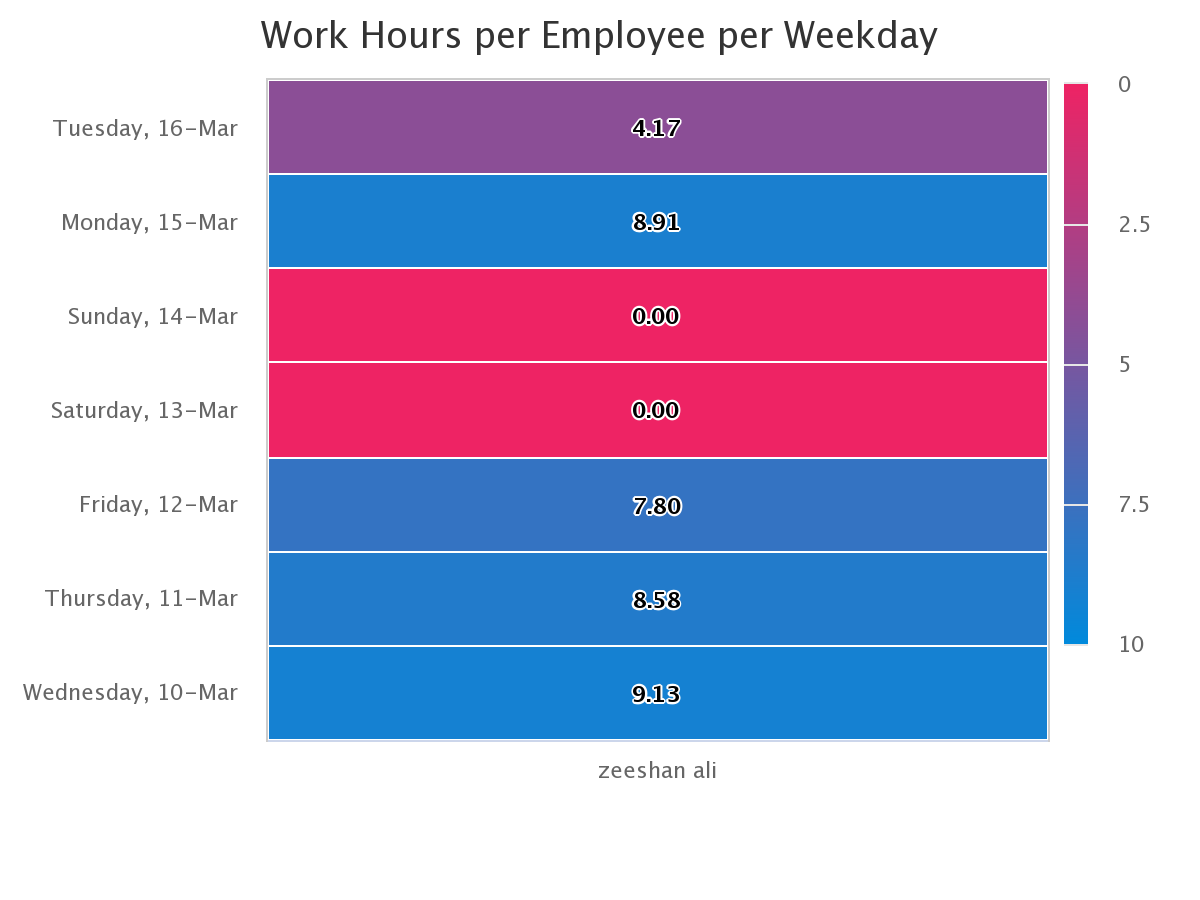 Work Hours per Employee per Weekday
Tuesday, 16-Mar 4.17
Monday, 15-Mar 8.91
Sunday, 14-Mar 0.00
Saturday, 13-Mar 0.00
Friday, 12-Mar 7.80
Thursday, 11-Mar 8.58
Wednesday, 10-Mar 9.13
zeeshan ali
0
2.5
5
7.5
10